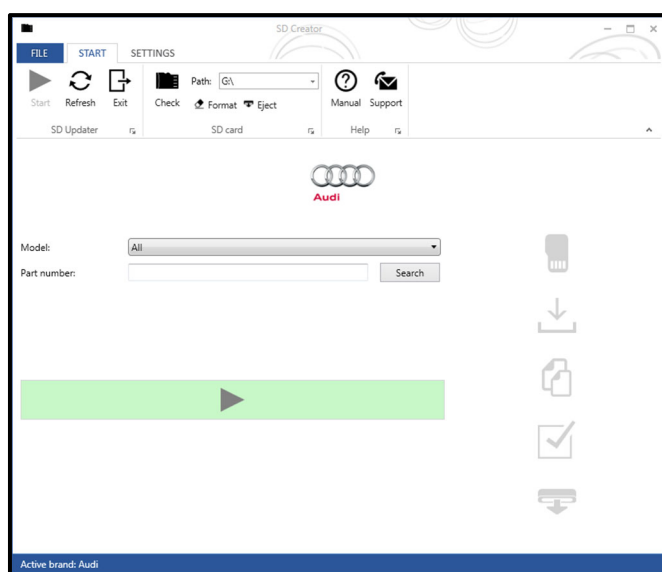 SD Creator
FILE START SETTINGS
Start Refresh Exit Check Path: G:\ Format Eject Manual Support
SD Updater SD card Help
Audi
Model: All
Part number: Search
Active brand: Audi